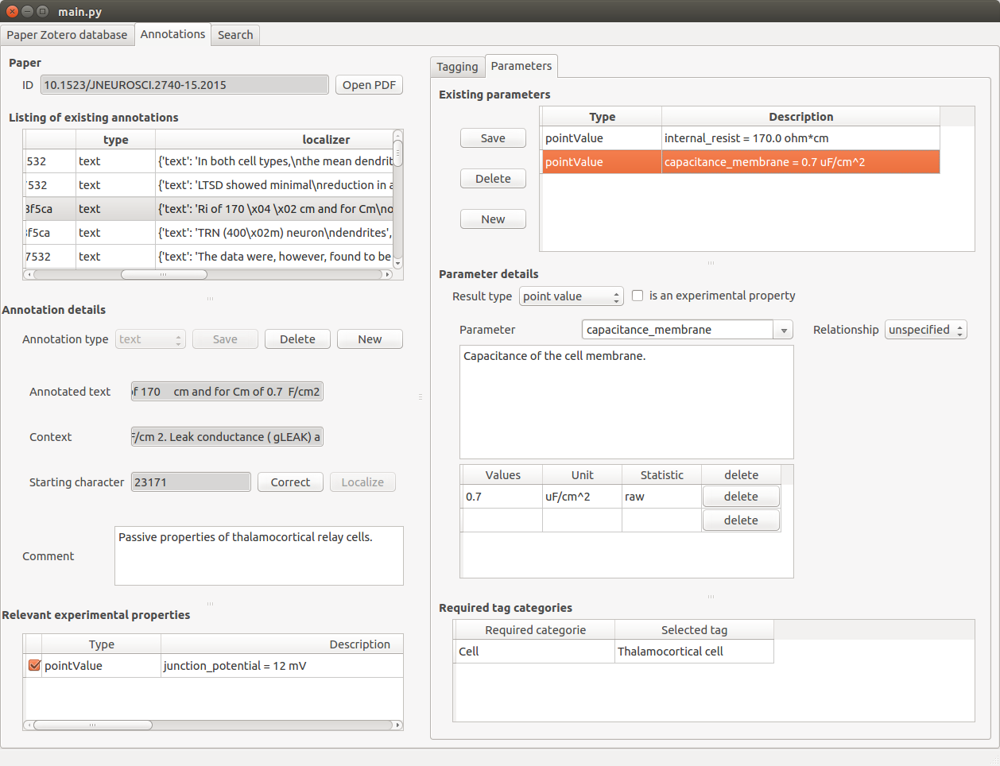 main.py
Paper Zotero database
Annotations
Search
Paper
ID
10.1523/JNEUROSCI.2740-15.2015
Open PDF
Listing of existing annotations
type localizer
532 text {'text': 'In both cell types,\nthe mean dendrit
532 text {'text': 'LTSD showed minimal\nreduction in a
3f5ca text {'text': 'Ri of 170 \x04 \x02 cm and for Cm\no
3f5ca text {'text': 'TRN (400\x02m) neuron\ndendrites',
7532 text {'text': 'The data were, however, found to be
Annotation details
Annotation type text Save Delete New
Annotated text of 170 cm and for Cm of 0.7 F/cm2
Context F/cm 2. Leak conductance ( gLEAK) a
Starting character 23171 Correct Localize
Comment
Passive properties of thalamocortical relay cells.
Relevant experimental properties
Type Description
pointValue junction_potential = 12 mV
Tagging
Parameters
Existing parameters
Save
Delete
New
Type Description
pointValue internal_resist = 170.0 ohm*cm
pointValue capacitance_membrane = 0.7 uF/cm^2
Parameter details
Result type point value is an experimental property
Parameter capacitance_membrane Relationship unspecified
Capacitance of the cell membrane.
Values Unit Statistic delete
0.7 uF/cm^2 raw delete
delete
Required tag categories
Required categorie Selected tag
Cell Thalamocortical cell